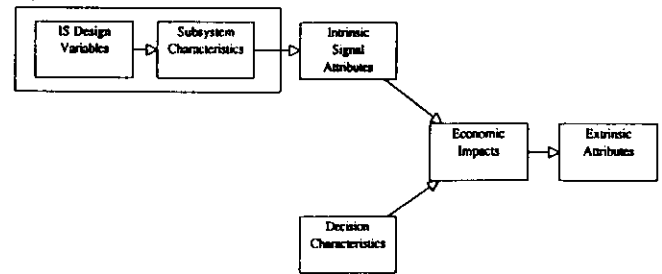 IS Design
Variables
Subsystem
Characteristics
Intrinsic
Signal
Attributes
Economic
Impacts
Extrinsic
Attributes
Decision
Characteristics